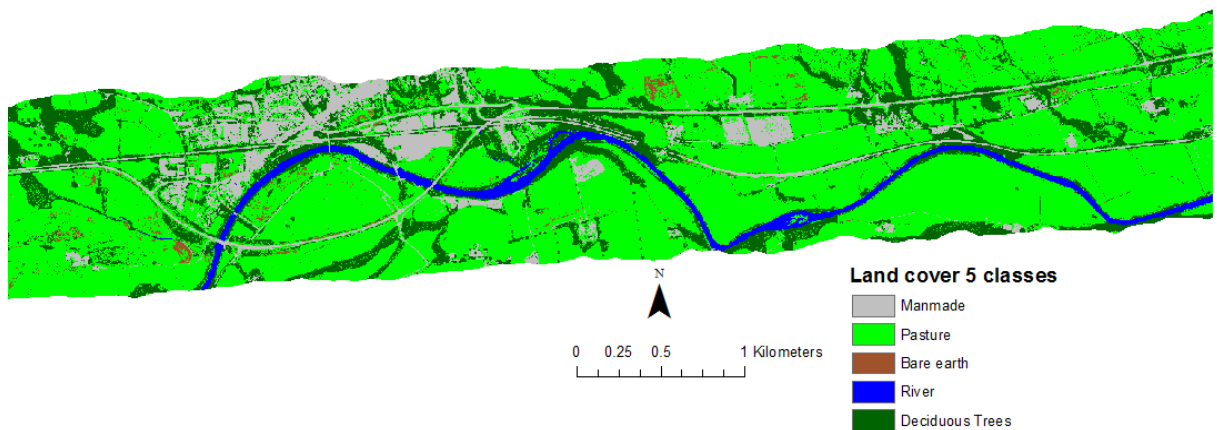 N
0 0.25 0.5 1 Kilometers
Land cover 5 classes
Manmade
Pasture
Bare earth
River
Deciduous Trees